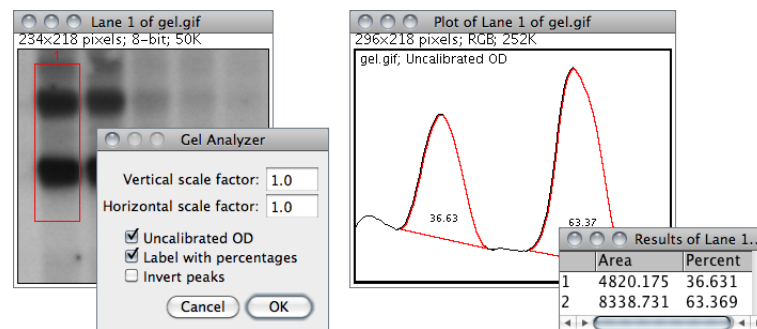 Lane 1 of gel.gif
234x218 pixels; 8-bit; 50K
1
Gel Analyzer
Vertical scale factor: 1.0
Horizontal scale factor: 1.0
Uncalibrated OD
Label with percentages
Invert peaks
Cancel OK
Plot of Lane 1 of gel.gif
296x218 pixels; RGB; 252K
gel.gif; Uncalibrated OD
36.63
63.37
Results of Lane 1...
Area Percent
1 4820.175 36.631
2 8338.731 63.369